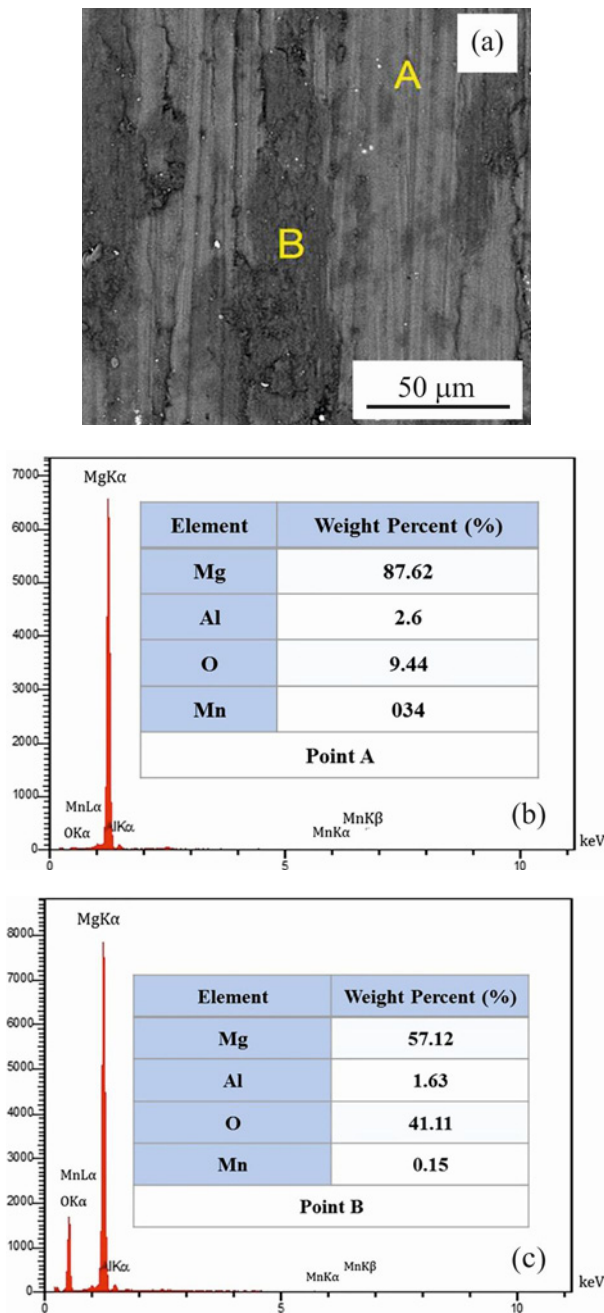 (a)
A
B
50 μm
7000
6000
5000
4000
3000
2000
1000
0
MgKα
Element Weight Percent (%)
Mg 87.62
Al 2.6
O 9.44
Mn 034
Point A
MnLα
OKα
AlKα
MnKα
MnKβ
(b)
0 5 10
keV
8000
7000
6000
5000
4000
3000
2000
1000
0
MgKα
Element Weight Percent (%)
Mg 57.12
Al 1.63
O 41.11
Mn 0.15
Point B
MnLα
OKα
AlKα
MnKα
MnKβ
(c)
0 5 10
keV